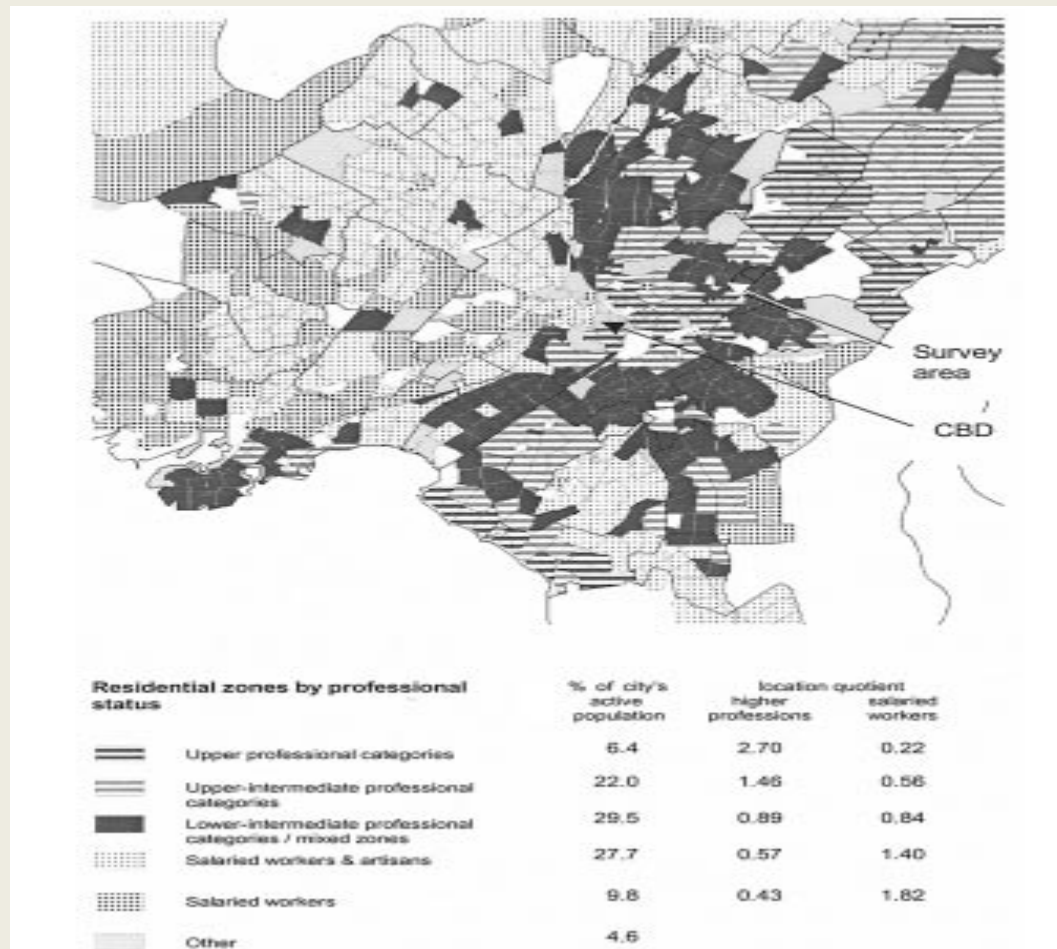 Survey
area
CBD
Residential zones by professional
status
% of city's
active
population
location quotient
higher
professions
salaried
workers
Upper professional categories 6.4 2.70 0.22
Upper-intermediate professional
categories
22.0 1.46 0.56
Lower-intermediate professional
categories / mixed zones
29.5 0.89 0.84
Salaried workers & artisans 27.7 0.57 1.40
Salaried workers 9.8 0.43 1.82
Other 4.6